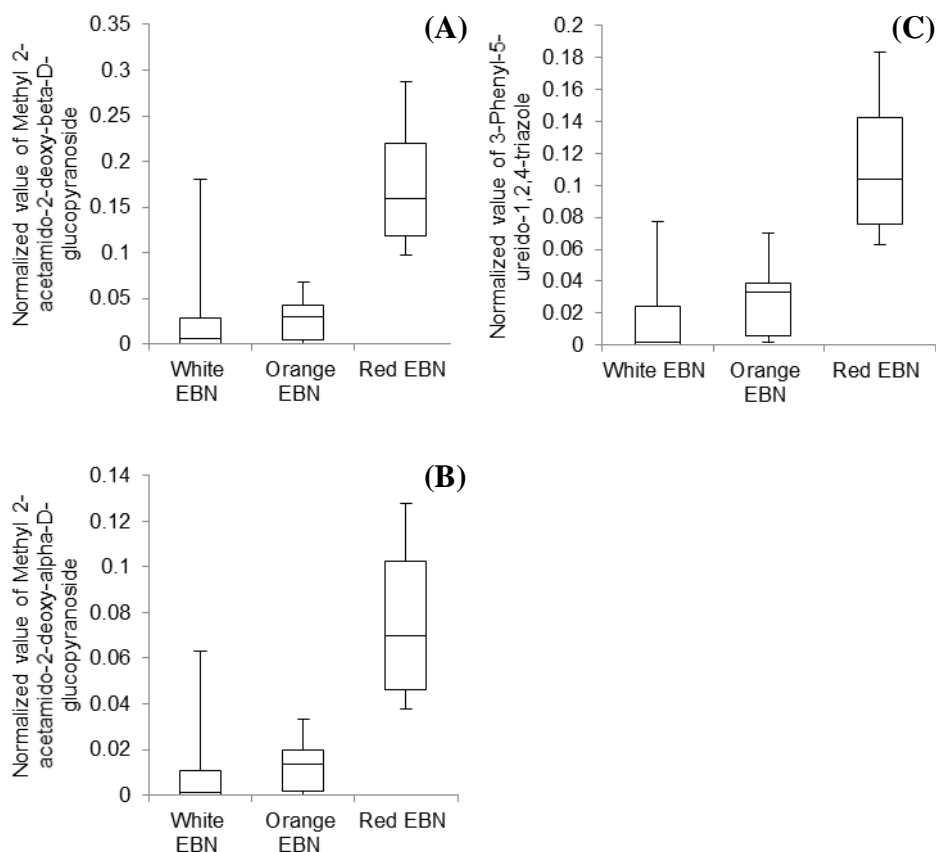 (A)
Normalized value of Methyl 2-
acetamido-2-deoxy-beta-D-
glucopyranoside
0.35
0.3
0.25
0.2
0.15
0.1
0.05
0
White
EBN
Orange
EBN
Red EBN
(C)
Normalized value of 3-Phenyl-5-
ureido-1,2,4-triazole
0.2
0.18
0.16
0.14
0.12
0.1
0.08
0.06
0.04
0.02
0
White EBN
Orange
EBN
Red EBN
(B)
Normalized value of Methyl 2-
acetamido-2-deoxy-alpha-D-
glucopyranoside
0.14
0.12
0.1
0.08
0.06
0.04
0.02
0
White
EBN
Orange
EBN
Red EBN